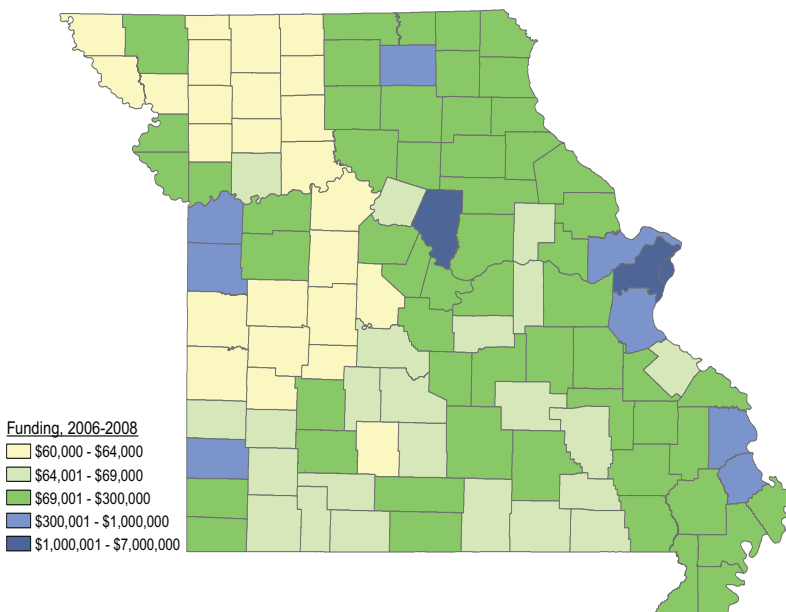 Funding, 2006-2008
$60,000 - $64,000
$64,001 - $69,000
$69,001 - $300,000
$300,001 - $1,000,000
$1,000,001 - $7,000,000